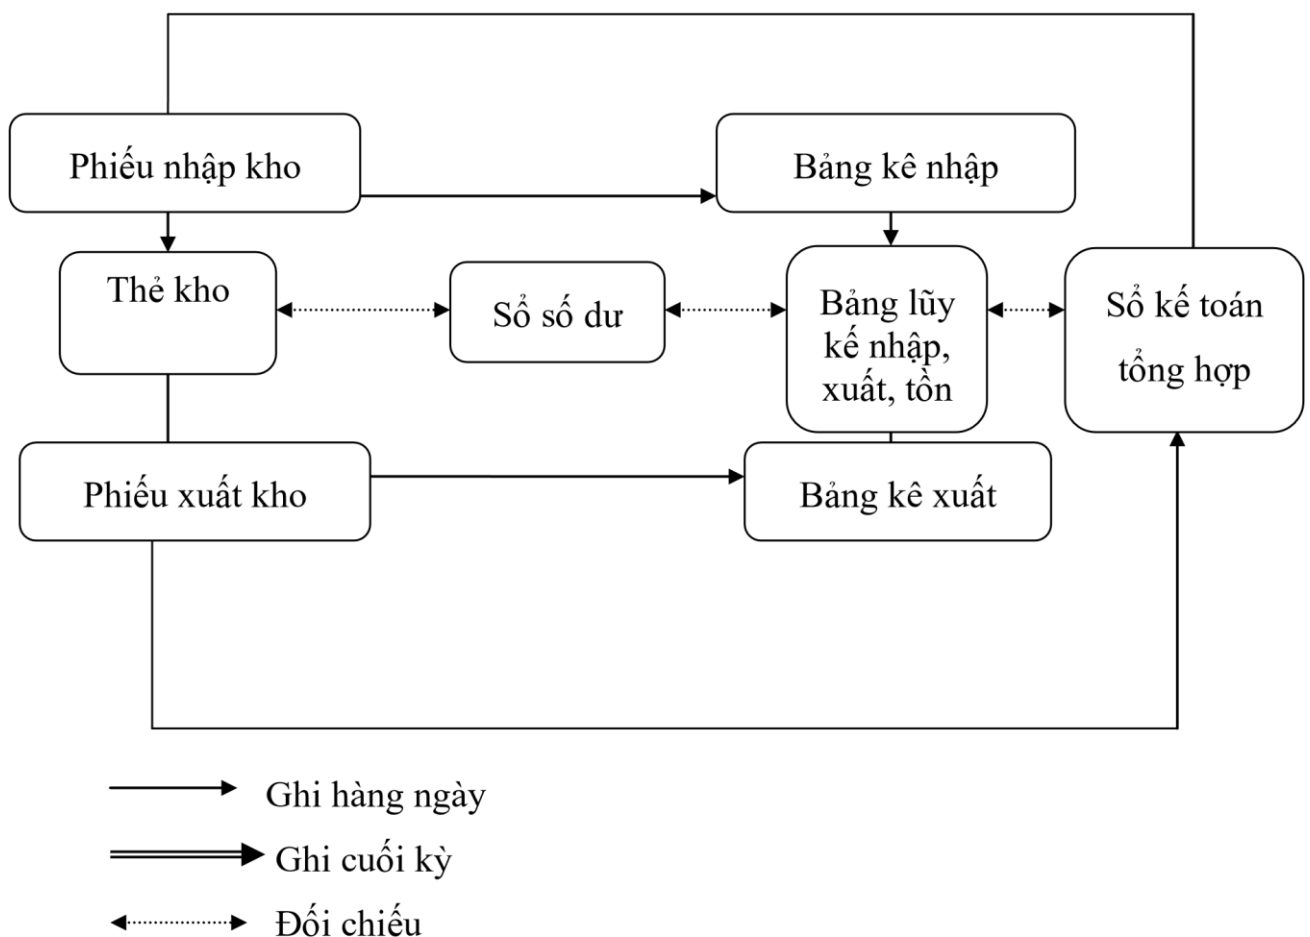 Phiếu nhập kho
Bảng kê nhập
Thẻ kho
Sổ số dư
Bảng lũy
kế nhập,
xuất, tồn
Sổ kế toán
tổng hợp
Phiếu xuất kho
Bảng kê xuất
Ghi hàng ngày
Ghi cuối kỳ
Đối chiếu